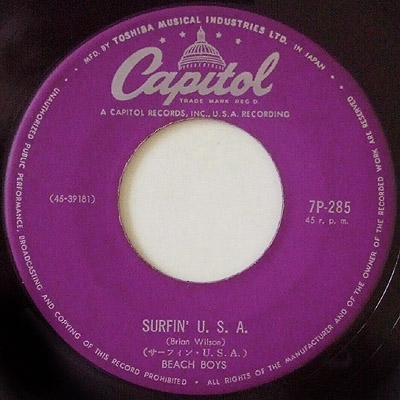 • MFD. BY TOSHIBA MUSICAL INDUSTRIES LTD. IN JAPAN •
Capitol
TRADE MARK REG'D.
A CAPITOL RECORDS, INC., U.S.A. RECORDING
(45-39181)
7P-285
45 r. p. m.
SURFIN' U. S. A.
(Brian Wilson)
(サーフィン・U. S. A.)
BEACH BOYS
UNAUTHORIZED PUBLIC PERFORMANCE, BROADCASTING AND COPYING OF THIS RECORD PROHIBITED • ALL RIGHTS OF THE MANUFACTURER AND OF THE OWNER OF THE RECORDED WORK ARE RESERVED